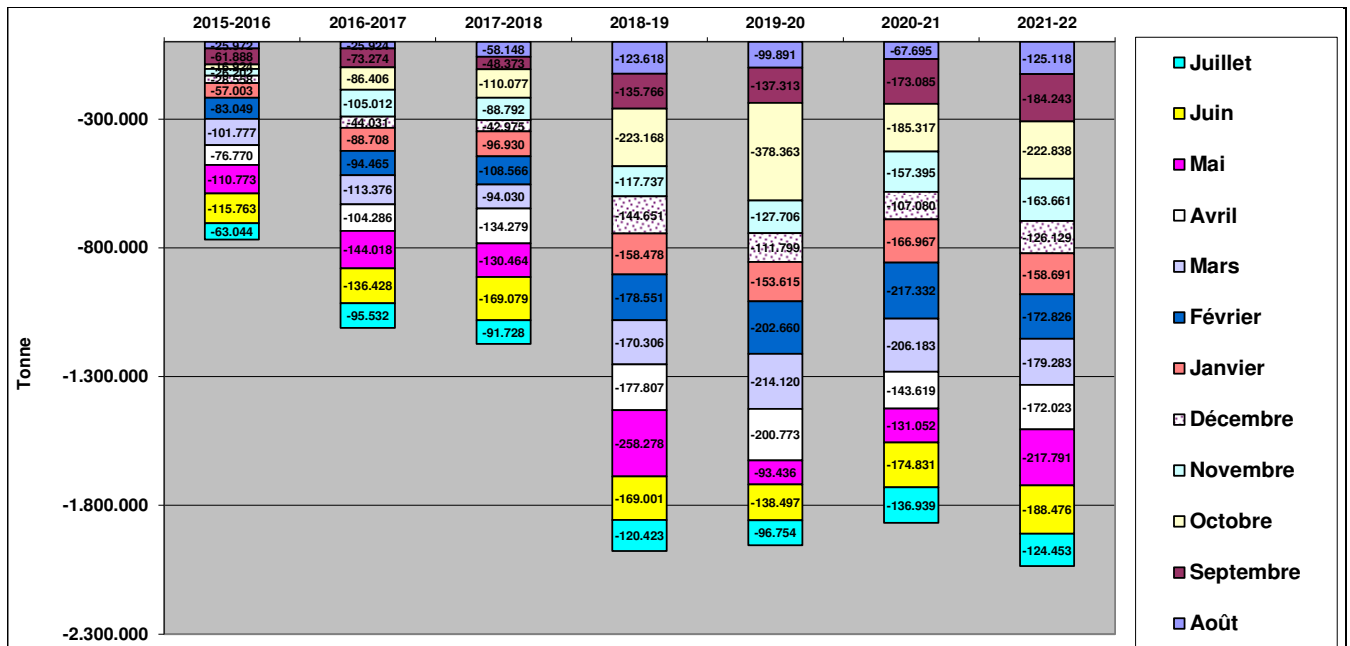 2015-2016 2016-2017 2017-2018 2018-19 2019-20 2020-21 2021-22
-25.972 -25.924 -58.148 -123.618 -99.891 -67.695 -125.118
-61.888 -73.274 -48.373 -135.766 -137.313 -173.085 -184.243
-86.406 -110.077 -223.168 -378.363 -185.317 -222.838
-26.202 -105.012 -88.792 -117.737 -127.706 -157.395 -163.661
-28.558 -44.031 -42.975 -144.651 -111.799 -107.080 -126.129
-57.003 -88.708 -96.930 -158.478 -153.615 -166.967 -158.691
-83.049 -94.465 -108.566 -178.551 -202.660 -217.332 -172.826
-101.777 -113.376 -94.030 -170.306 -214.120 -206.183 -179.283
-76.770 -104.286 -134.279 -177.807 -200.773 -143.619 -172.023
-110.773 -144.018 -130.464 -258.278 -93.436 -131.052 -217.791
-115.763 -136.428 -169.079 -169.001 -138.497 -174.831 -188.476
-63.044 -95.532 -91.728 -120.423 -96.754 -136.939 -124.453
-300.000
-800.000
-1.300.000
-1.800.000
-2.300.000
Tonne
Juillet
Juin
Mai
Avril
Mars
Février
Janvier
Décembre
Novembre
Octobre
Septembre
Août